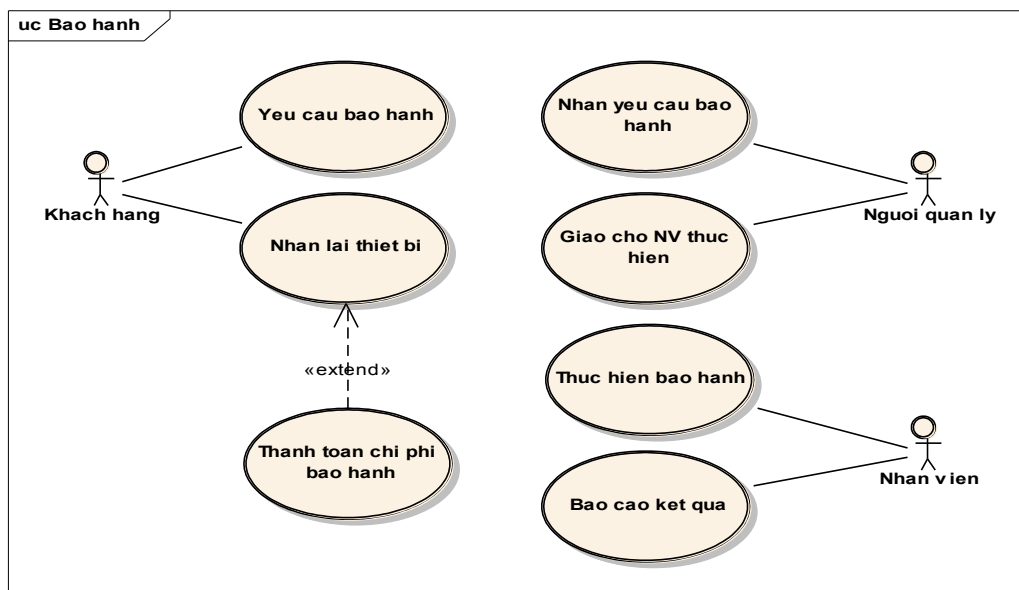 uc Bao hanh
Yeu cau bao hanh
Nhan yeu cau bao
hanh
Khach hang
Nguoi quan ly
Nhan lai thiet bi
Giao cho NV thuc
hien
«extend»
Thuc hien bao hanh
Thanh toan chi phi
bao hanh
Nhan vien
Bao cao ket qua